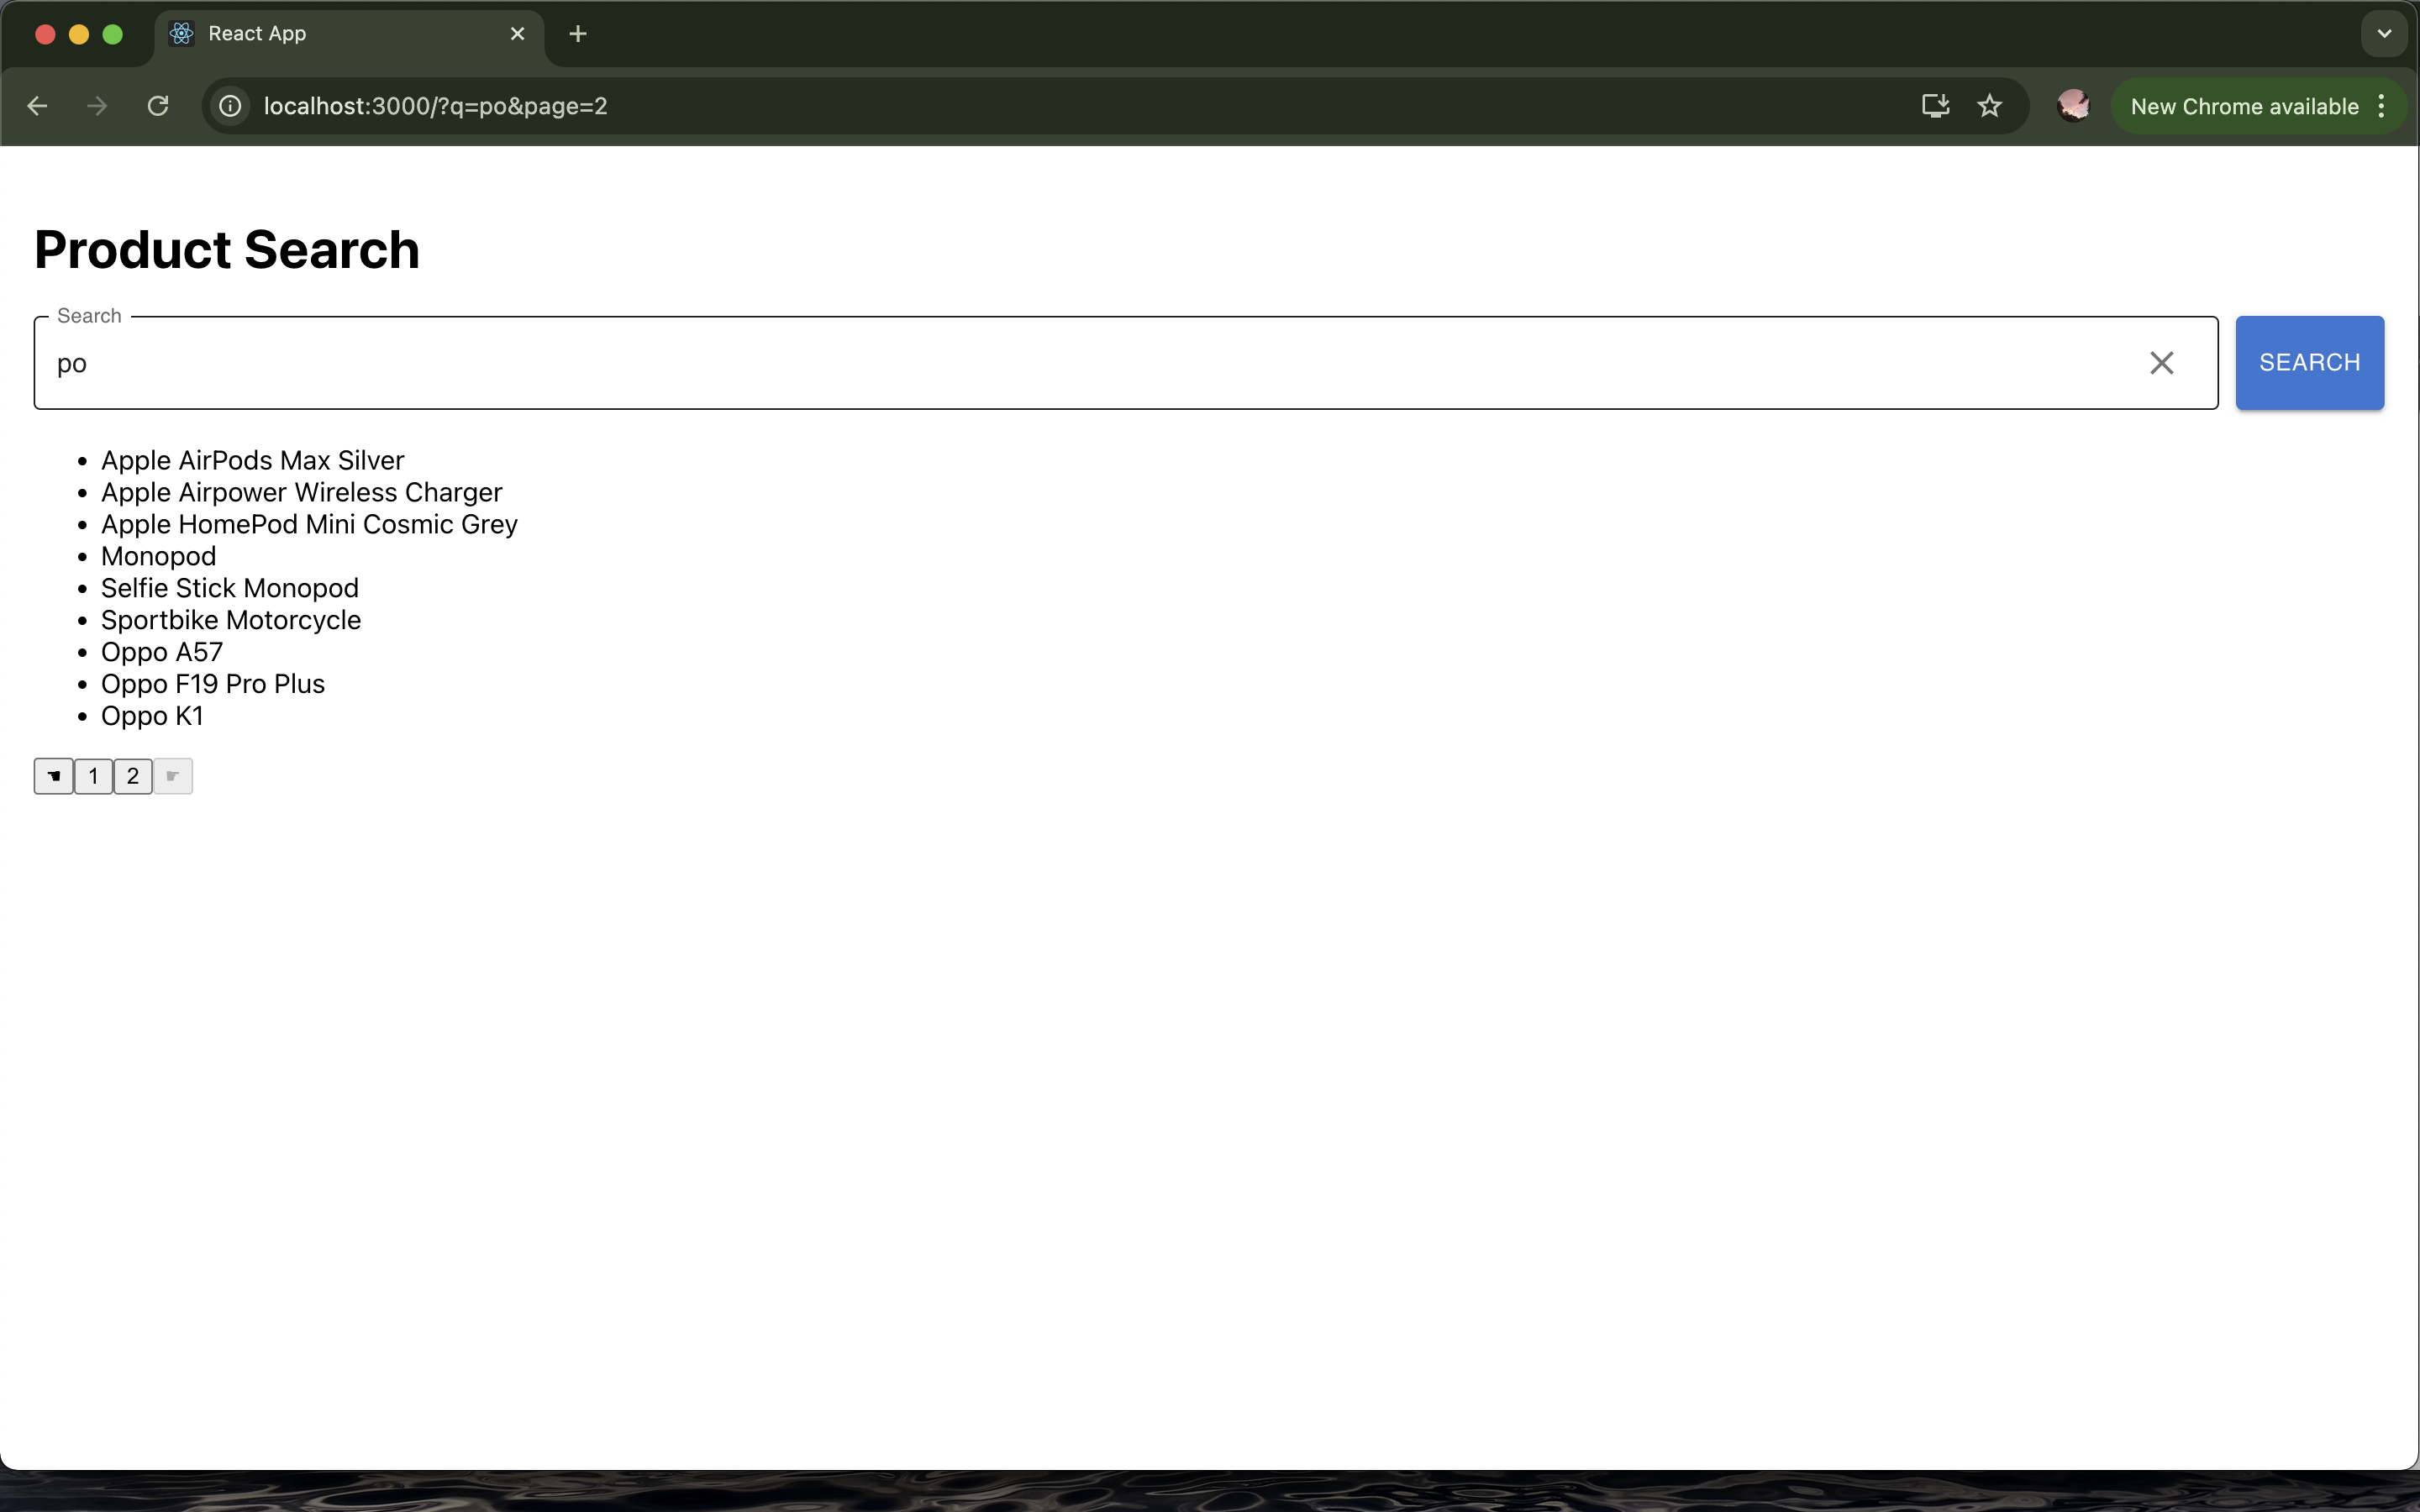 React App
localhost:3000/?q=po&page=2
New Chrome available
Product Search
Search
po
SEARCH
Apple AirPods Max Silver
Apple Airpower Wireless Charger
Apple HomePod Mini Cosmic Grey
Monopod
Selfie Stick Monopod
Sportbike Motorcycle
Oppo A57
Oppo F19 Pro Plus
Oppo K1
☚ 1 2 ☛